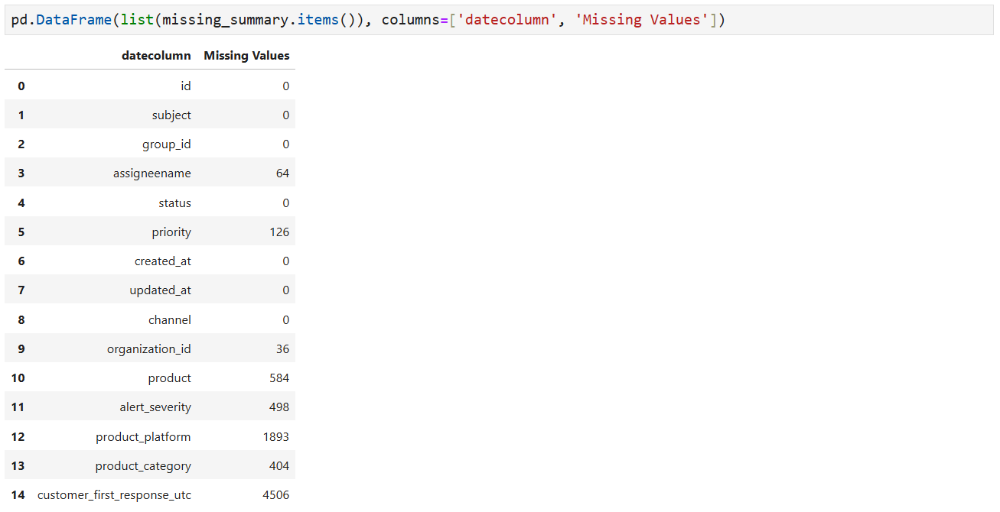 pd.DataFrame(list(missing_summary.items()), columns=['datecolumn', 'Missing Values'])
datecolumn Missing Values
0 id 0
1 subject 0
2 group_id 0
3 assigneename 64
4 status 0
5 priority 126
6 created_at 0
7 updated_at 0
8 channel 0
9 organization_id 36
10 product 584
11 alert_severity 498
12 product_platform 1893
13 product_category 404
14 customer_first_response_utc 4506